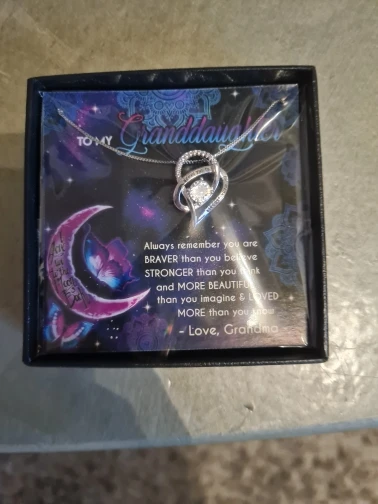 TO MY Granddaughter
Always remember you are
BRAVER than you believe
STRONGER than you think
and MORE BEAUTIFUL
than you imagine & LOVED
MORE than you know
- Love, Grandma